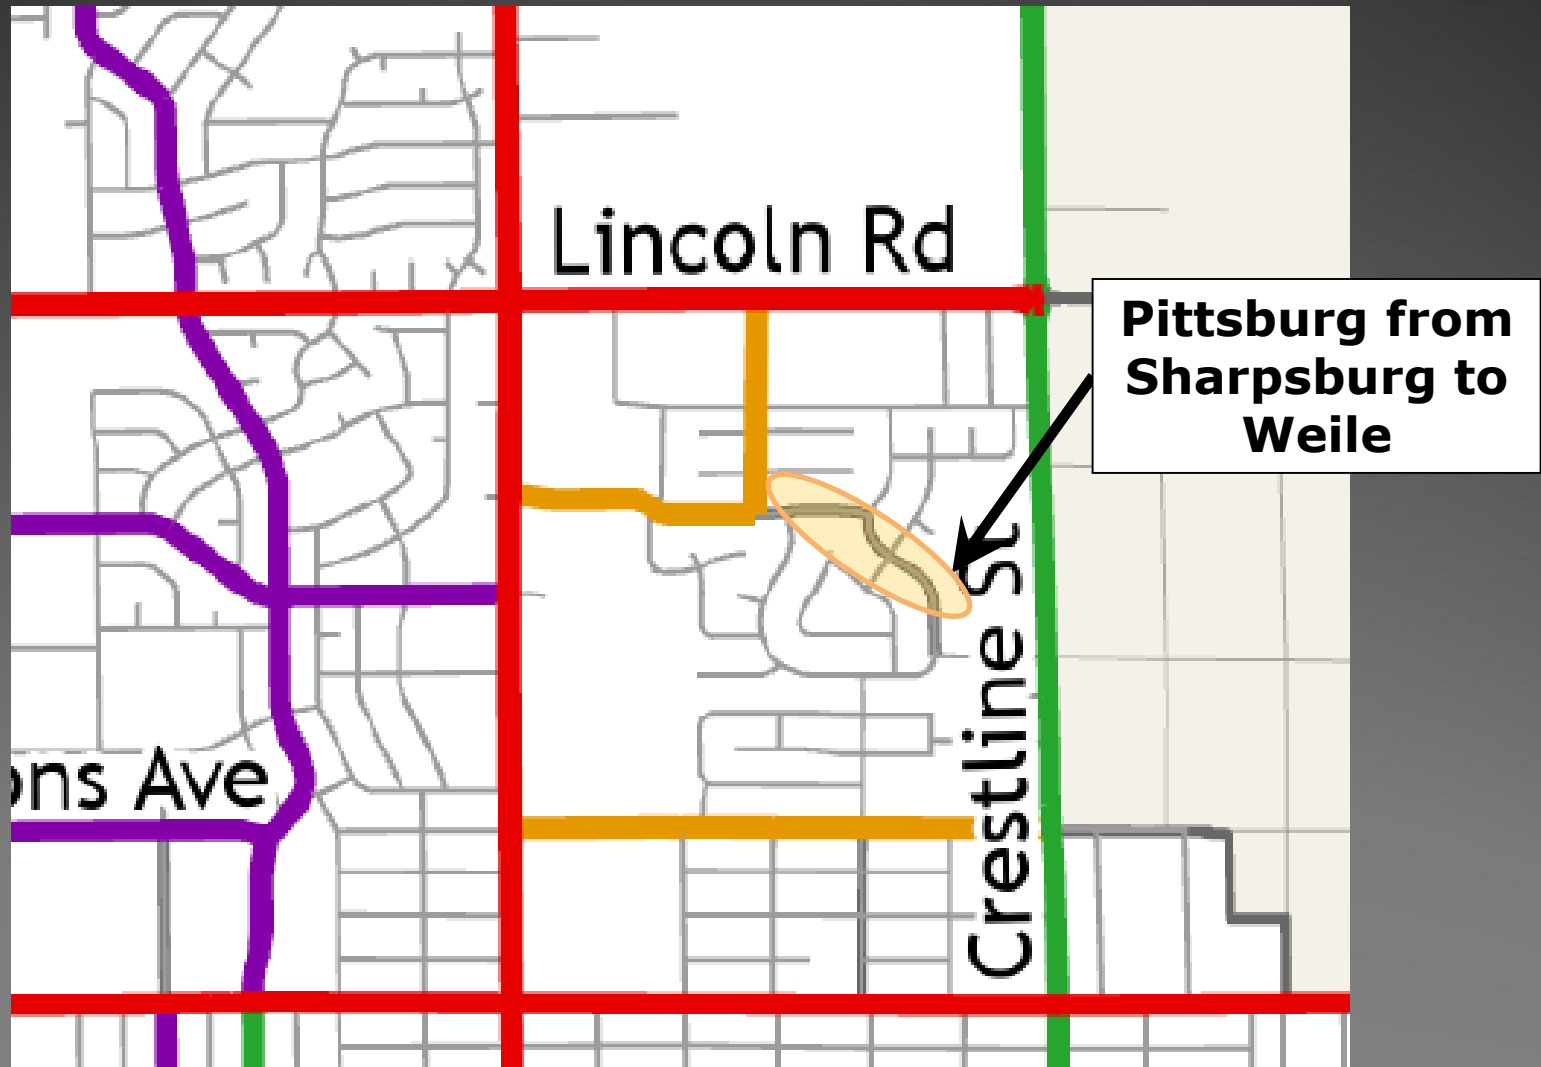 Lincoln Rd
Pittsburg from
Sharpsburg to
Weile
Crestline St
ons Ave